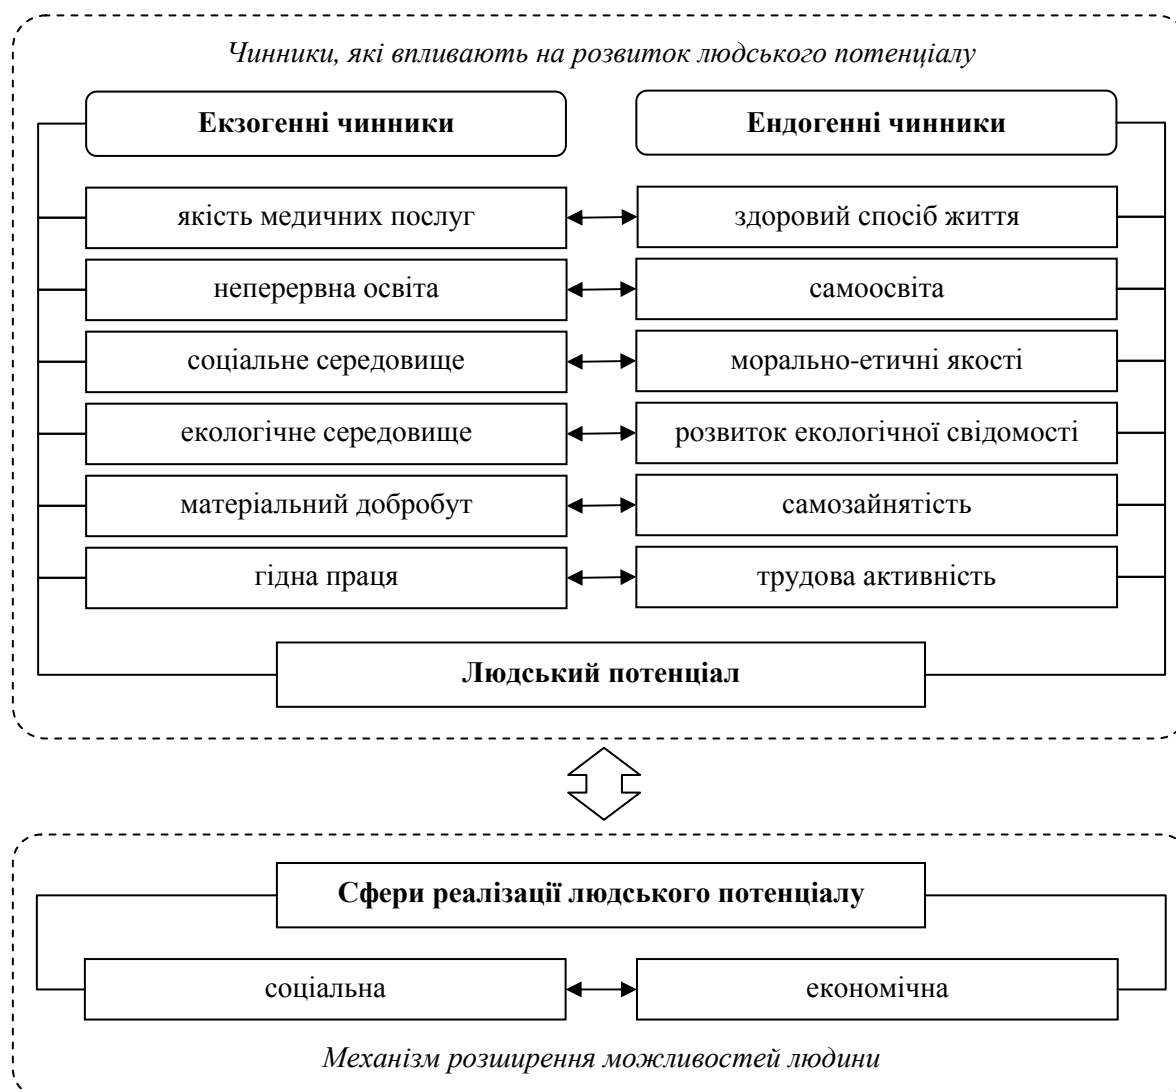 Чинники, які впливають на розвиток людського потенціалу
Екзогенні чинники
Ендогенні чинники
якість медичних послуг
здоровий спосіб життя
неперервна освіта
самоосвіта
соціальне середовище
морально-етичні якості
екологічне середовище
розвиток екологічної свідомості
матеріальний добробут
самозайнятість
гідна праця
трудова активність
Людський потенціал
Сфери реалізації людського потенціалу
соціальна
економічна
Механізм розширення можливостей людини